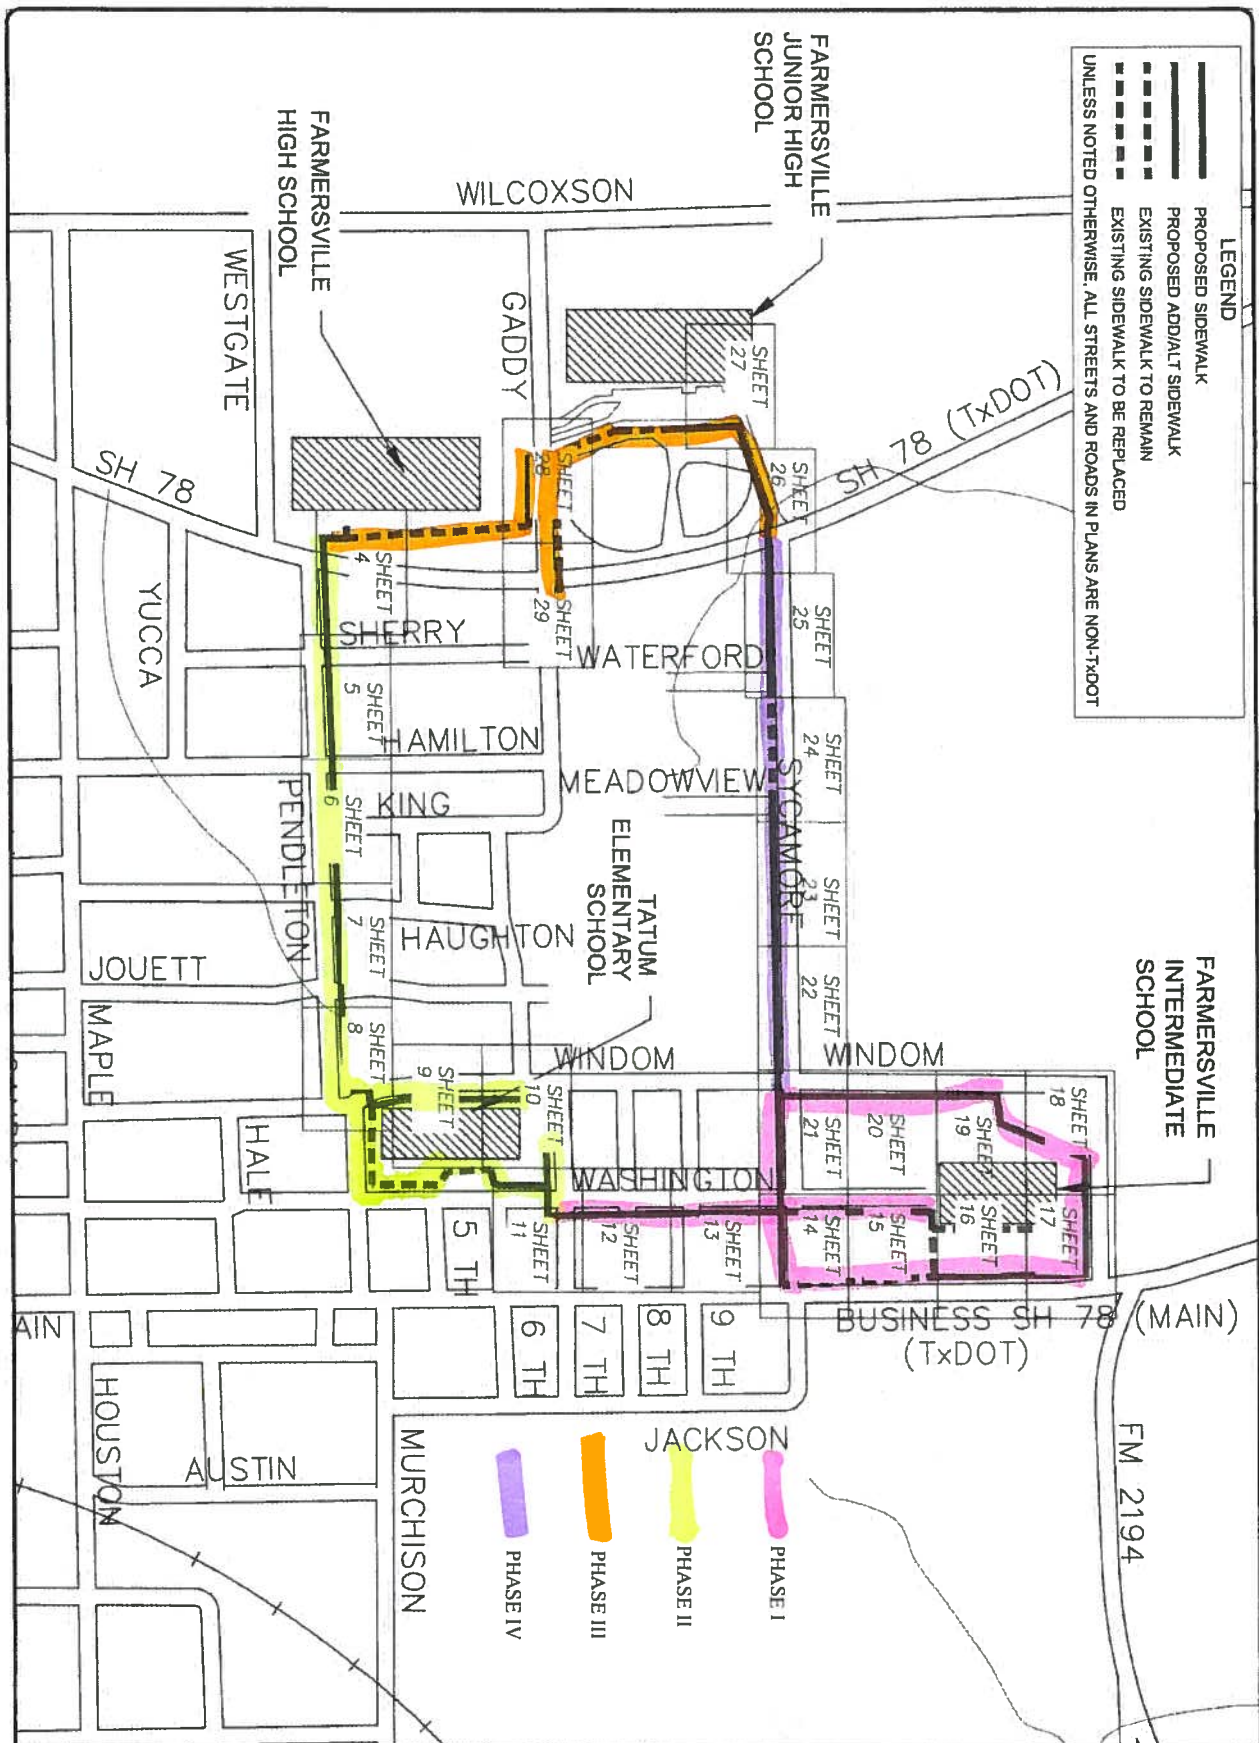 LEGEND
PROPOSED SIDEWALK
PROPOSED ADD/ALT SIDEWALK
EXISTING SIDEWALK TO REMAIN
EXISTING SIDEWALK TO BE REPLACED
UNLESS NOTED OTHERWISE, ALL STREETS AND ROADS IN PLANS ARE NON-TxDOT
FARMERSVILLE
INTERMEDIATE
SCHOOL
FARMERSVILLE
JUNIOR HIGH
SCHOOL
FARMERSVILLE
HIGH SCHOOL
TATUM
ELEMENTARY
SCHOOL
WILCOXSON
WESTGATE
GADDY
SH 78 (TxDOT)
SH 78
YUCCA
SHERRY
WATERFORD
HAMILTON
MEADOWVIEW
KING
SYCAMORE
PENDLETON
HAUGHTON
JOUETT
MAPLE
WINDOM
WINDOM
HALE
WASHINGTON
5 TH
6 TH
7 TH
8 TH
9 TH
BUSINESS SH 78 (MAIN)
(TxDOT)
AIN
HOUSTON
AUSTIN
MURCHISON
JACKSON
FM 2194
SHEET
4
SHEET
5
SHEET
6
SHEET
7
SHEET
8
SHEET
9
SHEET
10
SHEET
11
SHEET
12
SHEET
13
SHEET
14
SHEET
15
SHEET
16
SHEET
17
SHEET
18
SHEET
19
SHEET
20
SHEET
21
SHEET
22
SHEET
23
SHEET
24
SHEET
25
SHEET
26
SHEET
27
SHEET
28
SHEET
29
PHASE I
PHASE II
PHASE III
PHASE IV